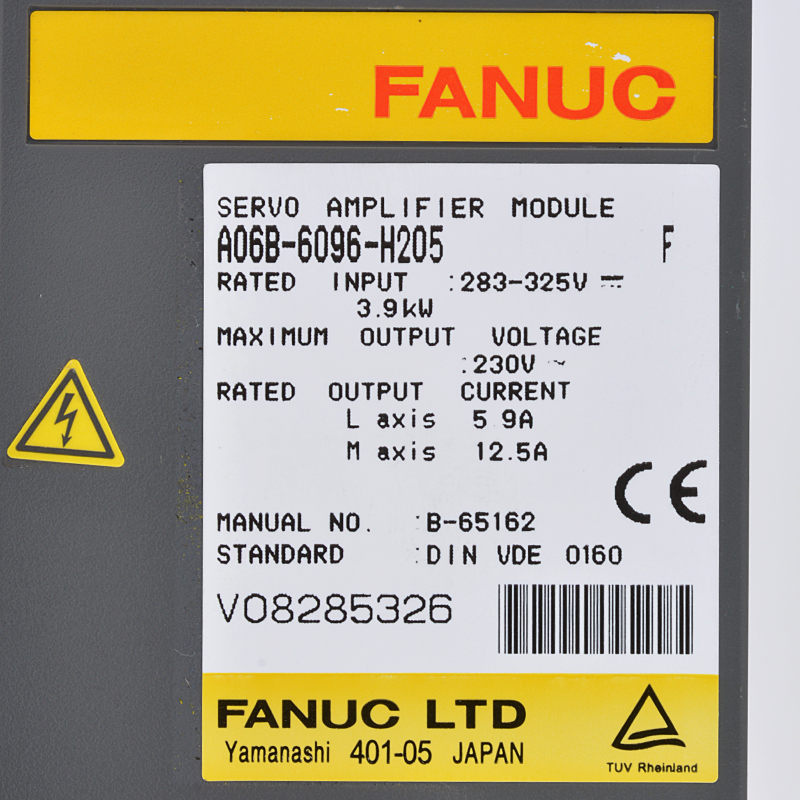 FANUC
SERVO AMPLIFIER MODULE
A06B-6096-H205 F
RATED INPUT :283-325V ⎓
3.9kW
MAXIMUM OUTPUT VOLTAGE
:230V ~
RATED OUTPUT CURRENT
L axis 5.9A
M axis 12.5A
CE
MANUAL NO. :B-65162
STANDARD :DIN VDE 0160
V08285326
FANUC LTD
Yamanashi 401-05 JAPAN
TUV Rheinland